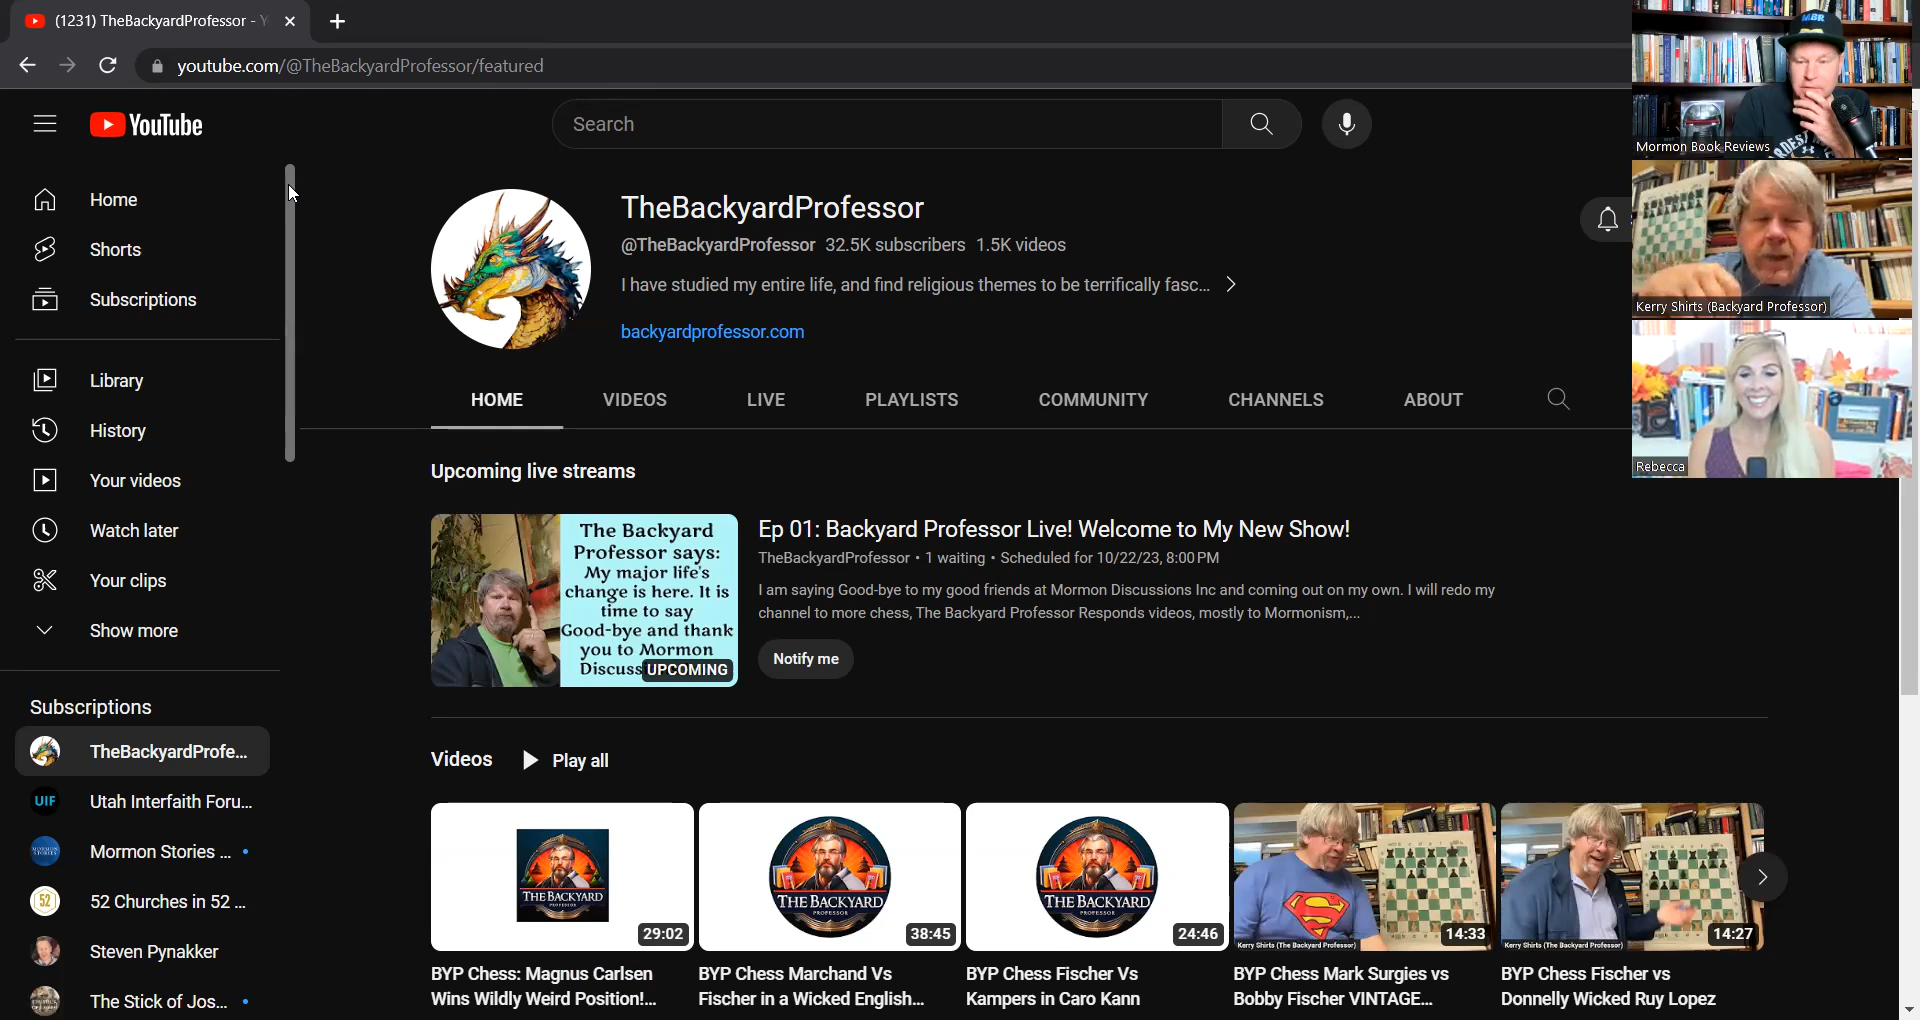 (1231) TheBackyardProfessor - Y
youtube.com/@TheBackyardProfessor/featured
YouTube
Search
Home
Shorts
Subscriptions
Library
History
Your videos
Watch later
Your clips
Show more
Subscriptions
TheBackyardProfe...
UIF
Utah Interfaith Foru...
Mormon Stories ...
52
52 Churches in 52 ...
Steven Pynakker
The Stick of Jos...
TheBackyardProfessor
@TheBackyardProfessor 32.5K subscribers 1.5K videos
I have studied my entire life, and find religious themes to be terrifically fasc...
backyardprofessor.com
HOME VIDEOS LIVE PLAYLISTS COMMUNITY CHANNELS ABOUT
Upcoming live streams
The Backyard
Professor says:
My major life's
change is here. It is
time to say
Good-bye and thank
you to Mormon
Discuss
UPCOMING
Ep 01: Backyard Professor Live! Welcome to My New Show!
TheBackyardProfessor • 1 waiting • Scheduled for 10/22/23, 8:00 PM
I am saying Good-bye to my good friends at Mormon Discussions Inc and coming out on my own. I will redo my
channel to more chess, The Backyard Professor Responds videos, mostly to Mormonism,...
Notify me
Videos Play all
THE BACKYARD
PROFESSOR
29:02
BYP Chess: Magnus Carlsen
Wins Wildly Weird Position!...
THE BACKYARD
PROFESSOR
38:45
BYP Chess Marchand Vs
Fischer in a Wicked English...
THE BACKYARD
PROFESSOR
24:46
BYP Chess Fischer Vs
Kampers in Caro Kann
Kerry Shirts (The Backyard Professor)
14:33
BYP Chess Mark Surgies vs
Bobby Fischer VINTAGE...
Kerry Shirts (The Backyard Professor)
14:27
BYP Chess Fischer vs
Donnelly Wicked Ruy Lopez
MBR
Mormon Book Reviews
Kerry Shirts (Backyard Professor)
Rebecca